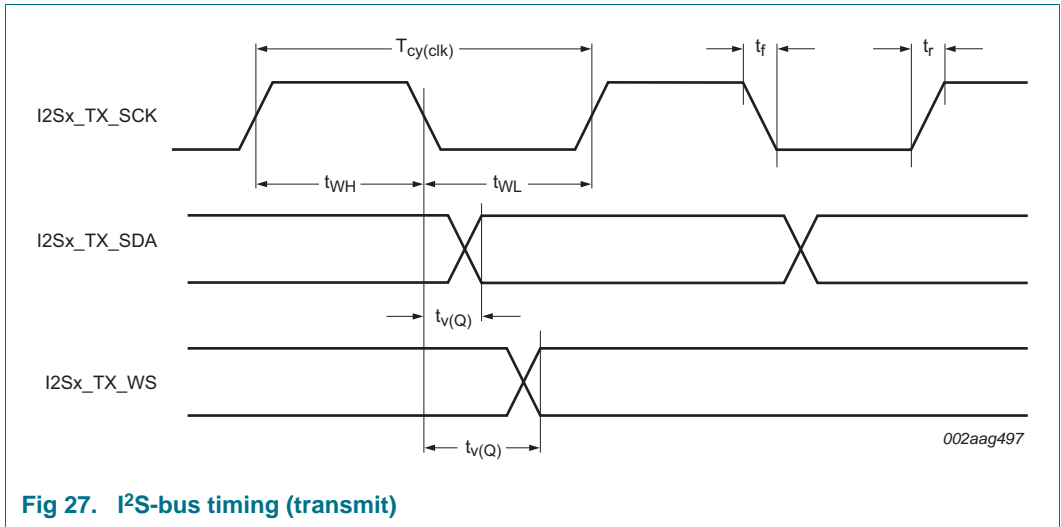 T_cy(clk)
t_f
t_r
I2Sx_TX_SCK
t_WH
t_WL
I2Sx_TX_SDA
t_v(Q)
I2Sx_TX_WS
t_v(Q)
002aag497
Fig 27. I²S-bus timing (transmit)